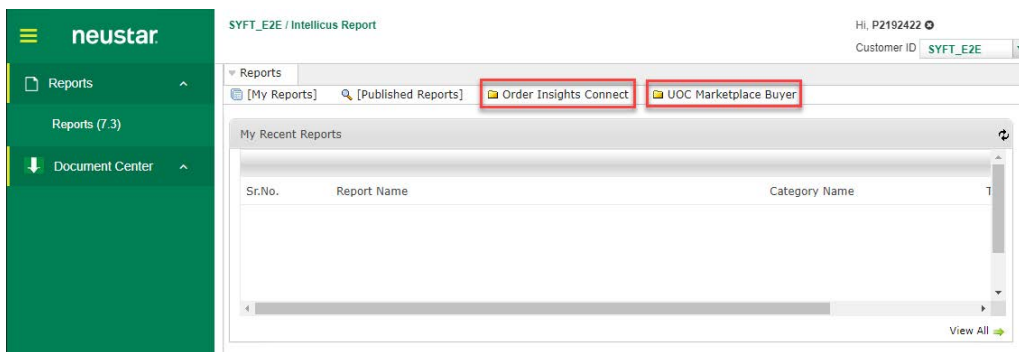 neustar
SYFT_E2E / Intellicus Report
Hi, P2192422
Customer ID SYFT_E2E
Reports
Reports (7.3)
Document Center
Reports
[My Reports] [Published Reports] Order Insights Connect UOC Marketplace Buyer
My Recent Reports
Sr.No. Report Name Category Name T
View All